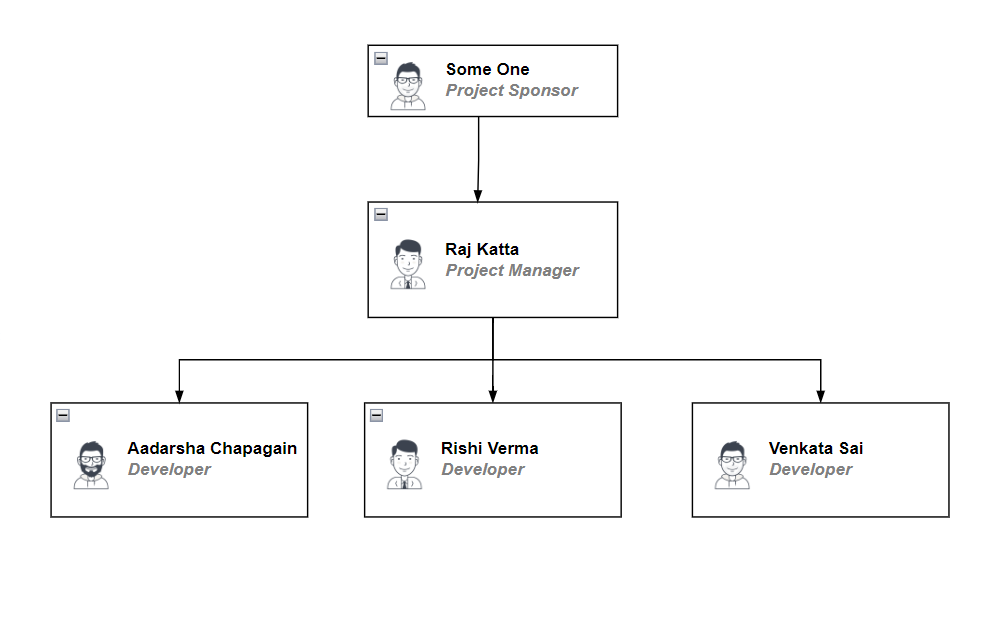 Some One
Project Sponsor
Raj Katta
Project Manager
Aadarsha Chapagain
Developer
Rishi Verma
Developer
Venkata Sai
Developer